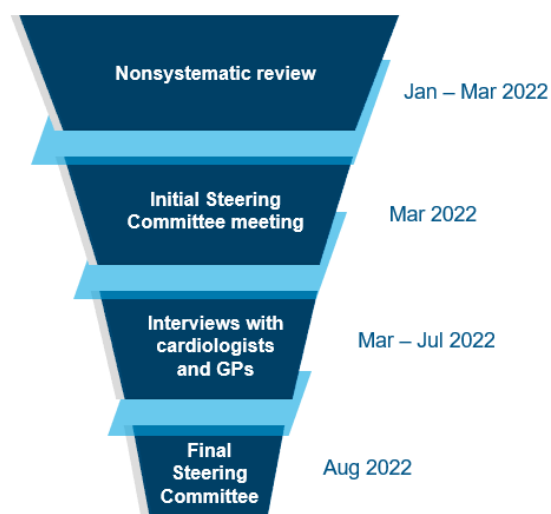 Nonsystematic review
Jan – Mar 2022
Initial Steering
Committee meeting
Mar 2022
Interviews with
cardiologists
and GPs
Mar – Jul 2022
Final
Steering
Committee
Aug 2022